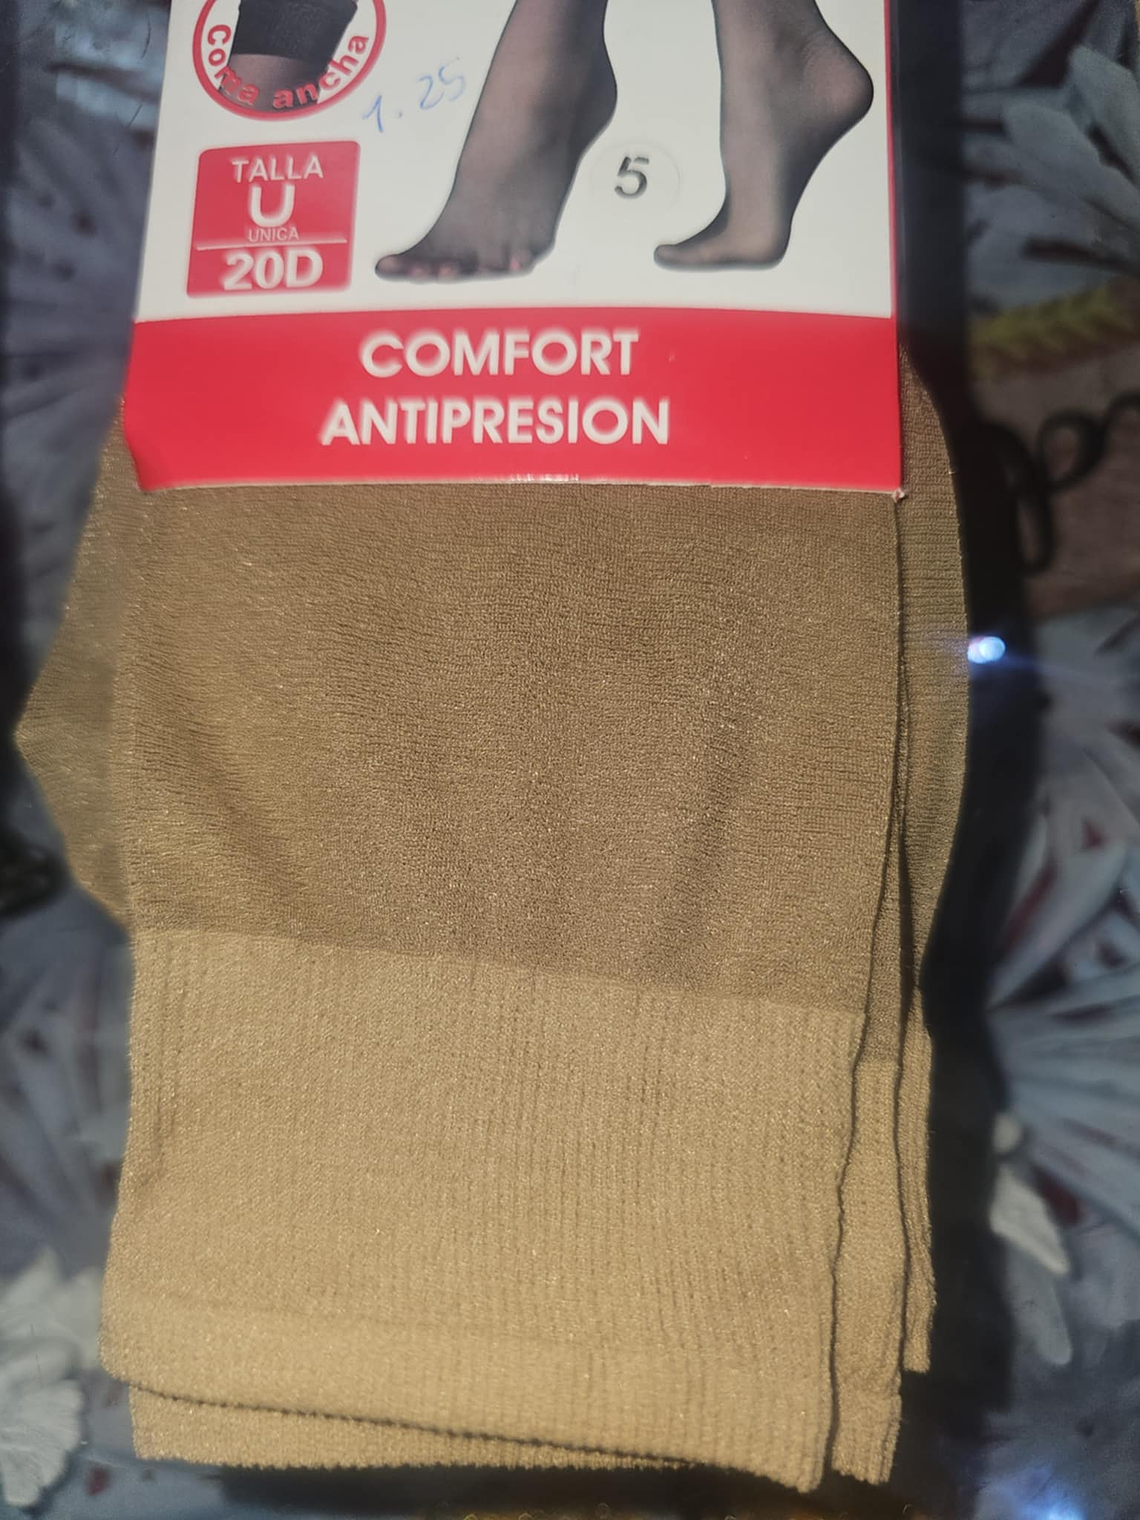 Goma ancha
1.25
5
TALLA
U
UNICA
20D
COMFORT
ANTIPRESION